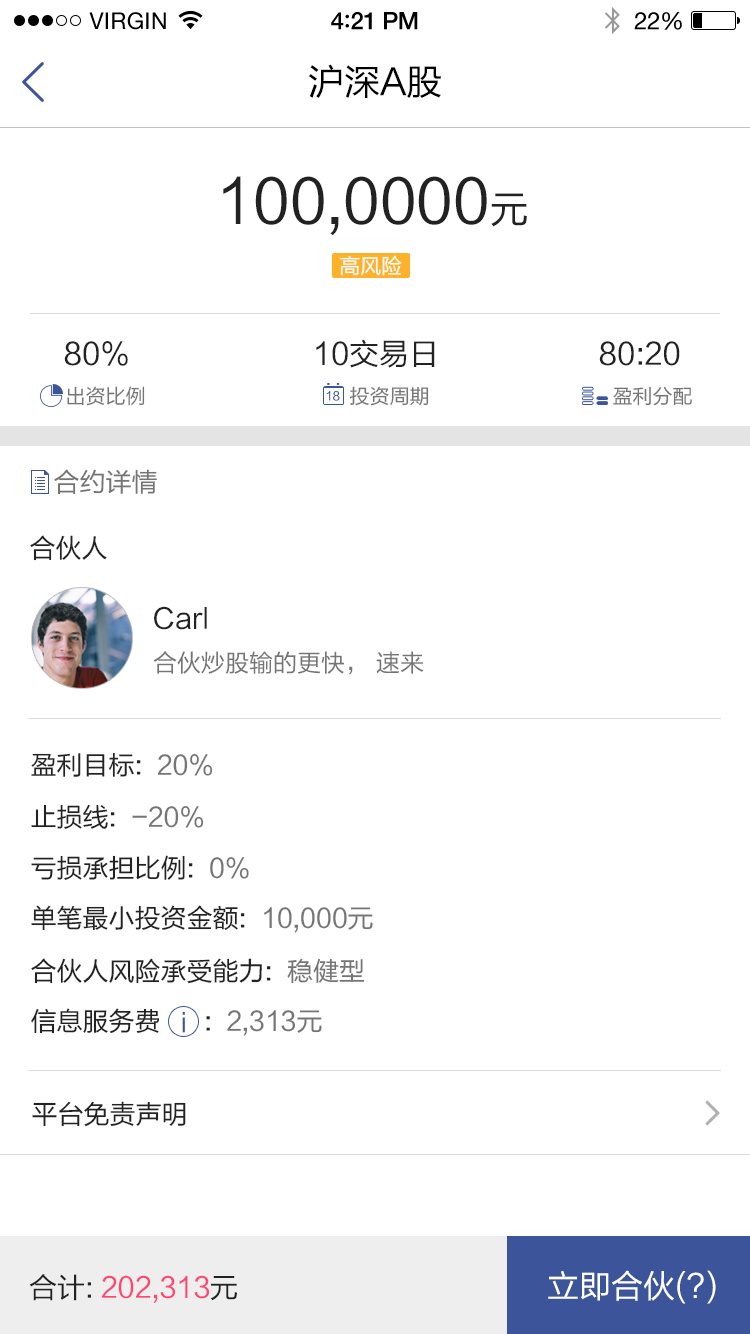 VIRGIN 4:21 PM 22%
沪深A股
100,0000元
高风险
80% 10交易日 80:20
出资比例 18 投资周期 盈利分配
合约详情
合伙人
Carl
合伙炒股输的更快， 速来
盈利目标: 20%
止损线: -20%
亏损承担比例: 0%
单笔最小投资金额: 10,000元
合伙人风险承受能力: 稳健型
信息服务费 i : 2,313元
平台免责声明
合计: 202,313元 立即合伙(?)